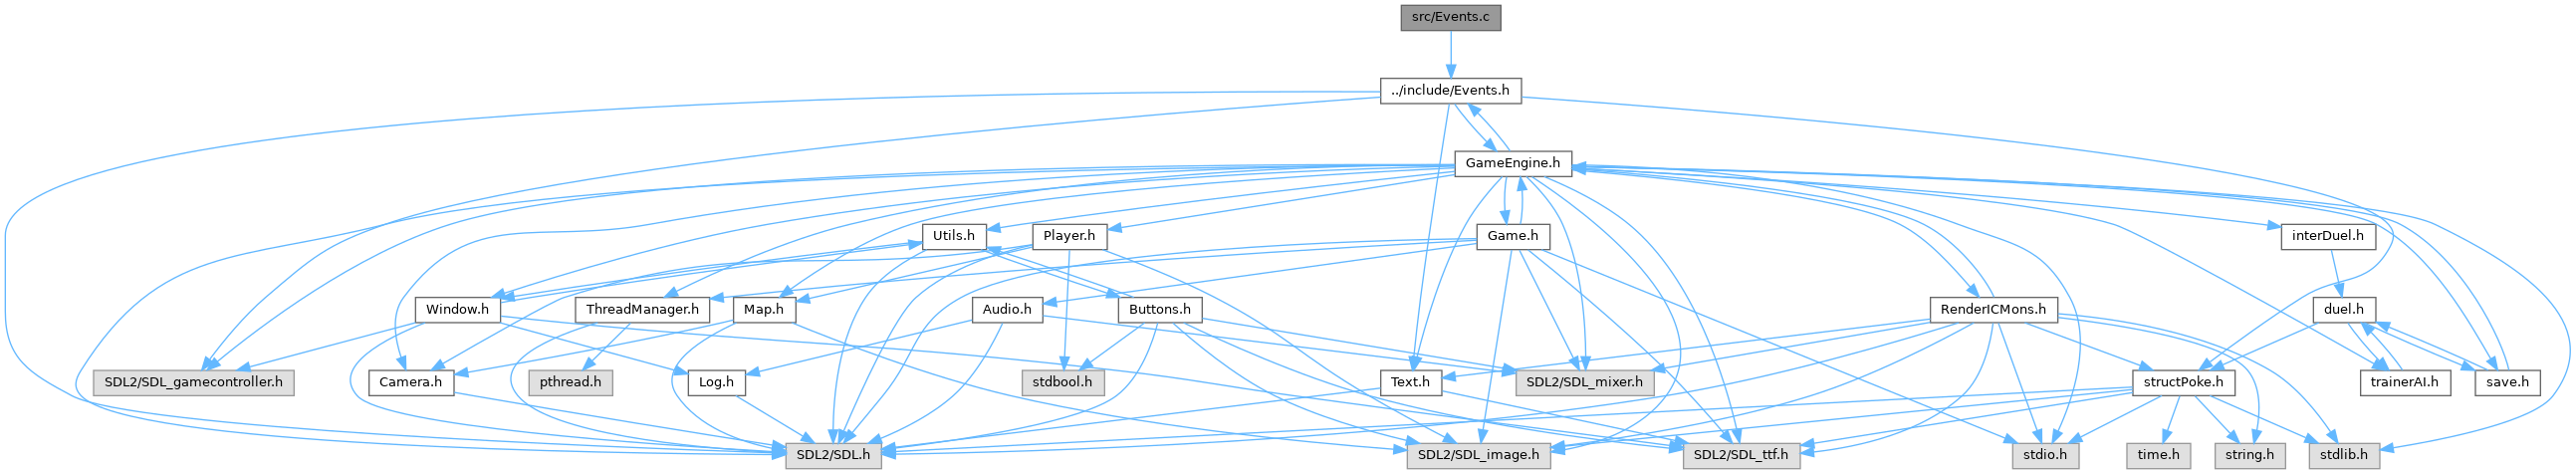 src/Events.c
../include/Events.h
GameEngine.h
Utils.h
Player.h
Game.h
interDuel.h
Window.h
ThreadManager.h
Map.h
Audio.h
Buttons.h
RenderICMons.h
duel.h
SDL2/SDL_gamecontroller.h
Camera.h
pthread.h
Log.h
stdbool.h
Text.h
SDL2/SDL_mixer.h
structPoke.h
trainerAI.h
save.h
SDL2/SDL.h
SDL2/SDL_image.h
SDL2/SDL_ttf.h
stdio.h
time.h
string.h
stdlib.h